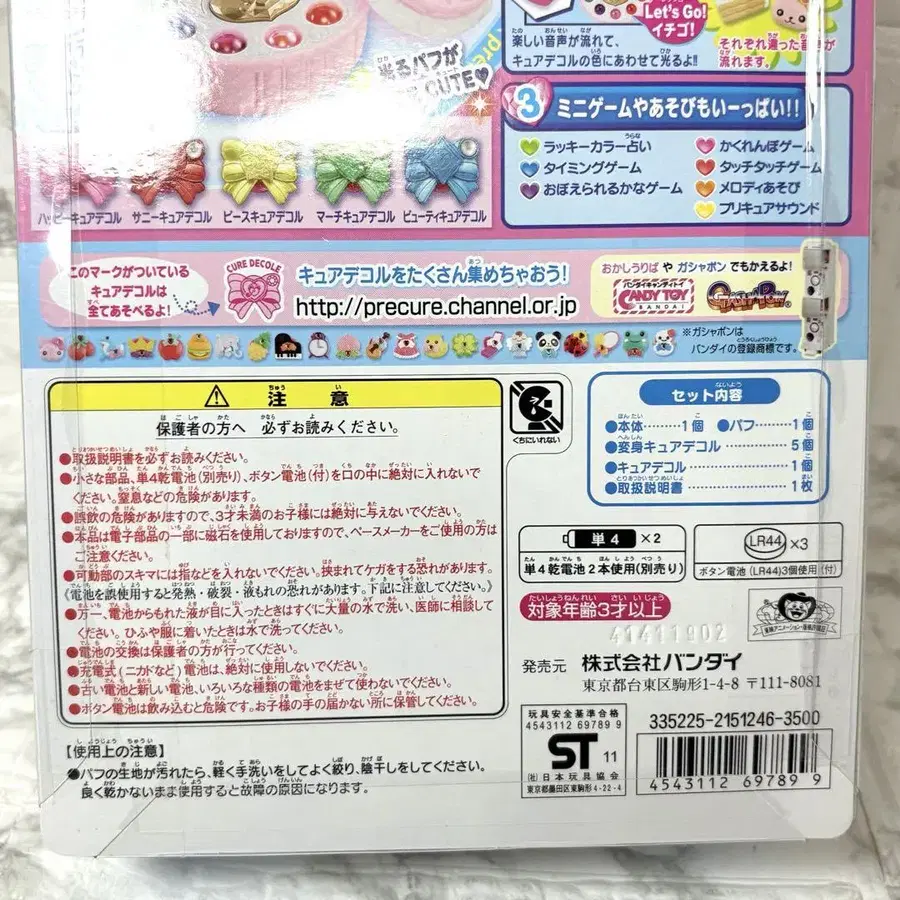 Let's Go!
イチゴ!
楽しい音声が流れて、
キュアデコルの色にあわせて光るよ!!
それぞれ違った音声が
流れます。
光るパフが
CUTE♥
3 ミニゲームやあそびもいーっぱい!!
ラッキーカラー占い
タイミングゲーム
おぼえられるかなゲーム
かくれんぼゲーム
タッチタッチゲーム
メロディあそび
プリキュアサウンド
ハッピーキュアデコル
サニーキュアデコル
ピースキュアデコル
マーチキュアデコル
ビューティキュアデコル
このマークがついている
キュアデコルは
全てあそべるよ!
CURE DECOLE
キュアデコルをたくさん集めちゃおう!
http://precure.channel.or.jp
おかしうりば や ガシャポン でもかえるよ!
バンダイキャンディトイ
CANDY TOY
BANDAI
※ガシャポンは
バンダイの登録商標です。
⚠ 注意
保護者の方へ 必ずお読みください。
●取扱説明書を必ずお読みください。
●小さな部品、単4乾電池(別売り)、ボタン電池(付)を口の中に絶対に入れないで
ください。窒息などの危険があります。
●誤飲の危険がありますので、3才未満のお子様には絶対に与えないでください。
●本品は電子部品の一部に磁石を使用しておりますので、ペースメーカーをご使用の方は
ご注意ください。
●可動部のスキマには指などを入れないでください。挟まれてケガをする恐れがあります。
《電池を誤使用すると発熱・破裂・液もれの恐れがあります。下記に注意してください。》
●万一、電池からもれた液が目に入ったときはすぐに大量の水で洗い、医師に相談して
ください。ひふや服に着いたときは水で洗ってください。
●電池の交換は保護者の方が行ってください。
●充電式(ニカドなど)電池は、絶対に使用しないでください。
●古い電池と新しい電池、いろいろな種類の電池をまぜて使わないでください。
●ボタン電池は飲み込むと危険です。お子様の手の届かない所に保管してください。
くちにいれない
セット内容
●本体………1個 ●パフ……1個
●変身キュアデコル………5個
●キュアデコル………1個
●取扱説明書………1枚
単4 ×2
単4乾電池2本使用(別売り)
LR44 ×3
ボタン電池(LR44)3個使用(付)
対象年齢3才以上
41411902
発売元 株式会社バンダイ
東京都台東区駒形1-4-8 〒111-8081
【使用上の注意】
●パフの生地が汚れたら、軽く手洗いをしてよく絞り、陰干しをしてください。
良く乾かないまま使用すると故障の原因になります。
玩具安全基準合格
4543112 69789 9
ST 11
(社)日本玩具協会
東京都墨田区東駒形4-22-4
335225-2151246-3500
4543112 697899